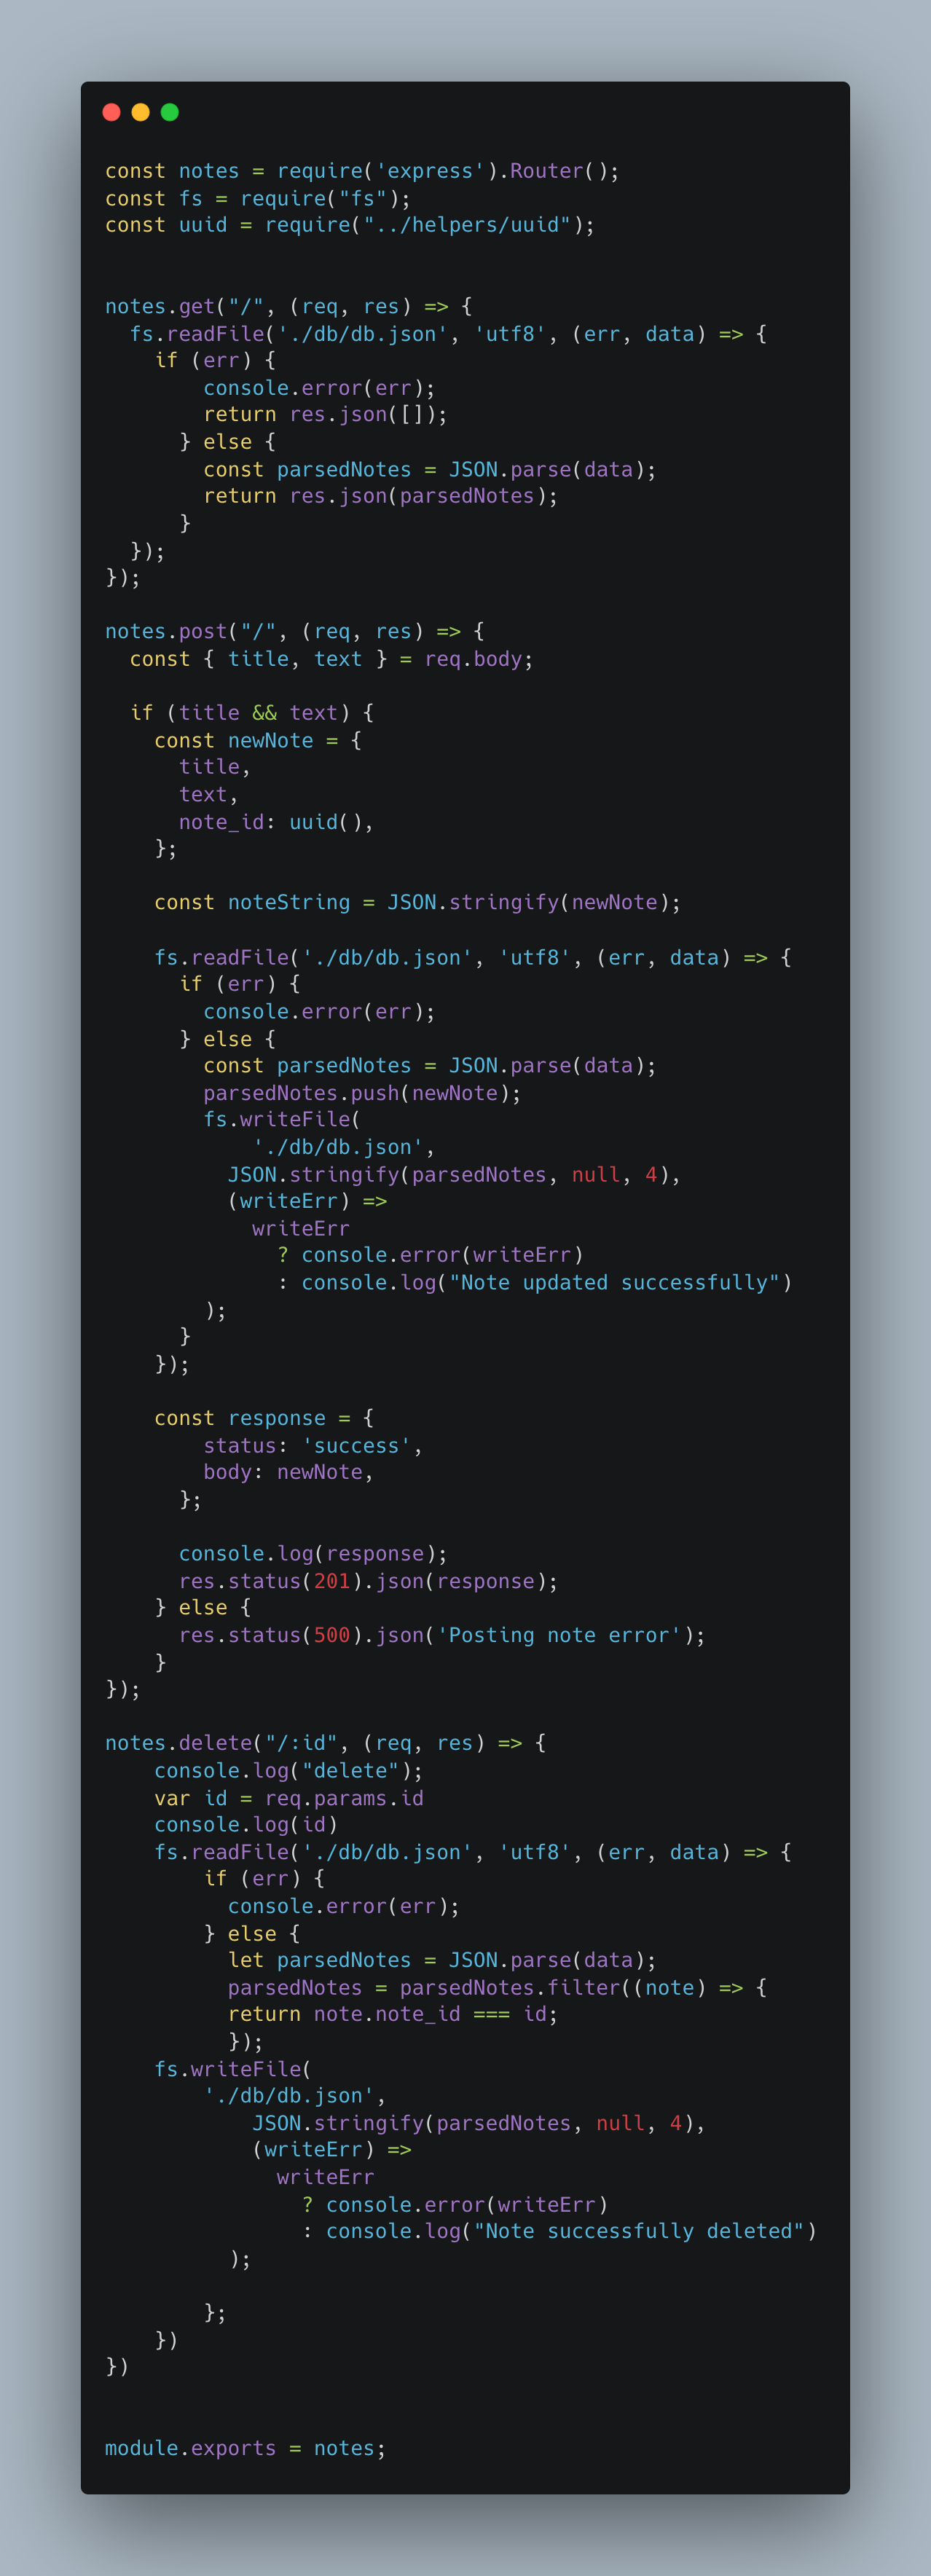 const notes = require('express').Router();
const fs = require("fs");
const uuid = require("../helpers/uuid");


notes.get("/", (req, res) => {
  fs.readFile('./db/db.json', 'utf8', (err, data) => {
    if (err) {
        console.error(err);
        return res.json([]);
      } else {
        const parsedNotes = JSON.parse(data);
        return res.json(parsedNotes);
      }
  });
});

notes.post("/", (req, res) => {
  const { title, text } = req.body;

  if (title && text) {
    const newNote = {
      title,
      text,
      note_id: uuid(),
    };

    const noteString = JSON.stringify(newNote);

    fs.readFile('./db/db.json', 'utf8', (err, data) => {
      if (err) {
        console.error(err);
      } else {
        const parsedNotes = JSON.parse(data);
        parsedNotes.push(newNote);
        fs.writeFile(
            './db/db.json',
          JSON.stringify(parsedNotes, null, 4),
          (writeErr) =>
            writeErr
              ? console.error(writeErr)
              : console.log("Note updated successfully")
        );
      }
    });

    const response = {
        status: 'success',
        body: newNote,
      };

      console.log(response);
      res.status(201).json(response);
    } else {
      res.status(500).json('Posting note error');
    }
});

notes.delete("/:id", (req, res) => {
    console.log("delete");
    var id = req.params.id
    console.log(id)
    fs.readFile('./db/db.json', 'utf8', (err, data) => {
        if (err) {
          console.error(err);
        } else {
          let parsedNotes = JSON.parse(data);
          parsedNotes = parsedNotes.filter((note) => {
          return note.note_id === id;
          });
    fs.writeFile(
        './db/db.json',
            JSON.stringify(parsedNotes, null, 4),
            (writeErr) =>
              writeErr
                ? console.error(writeErr)
                : console.log("Note successfully deleted")
          );

        };
    })
})


module.exports = notes;